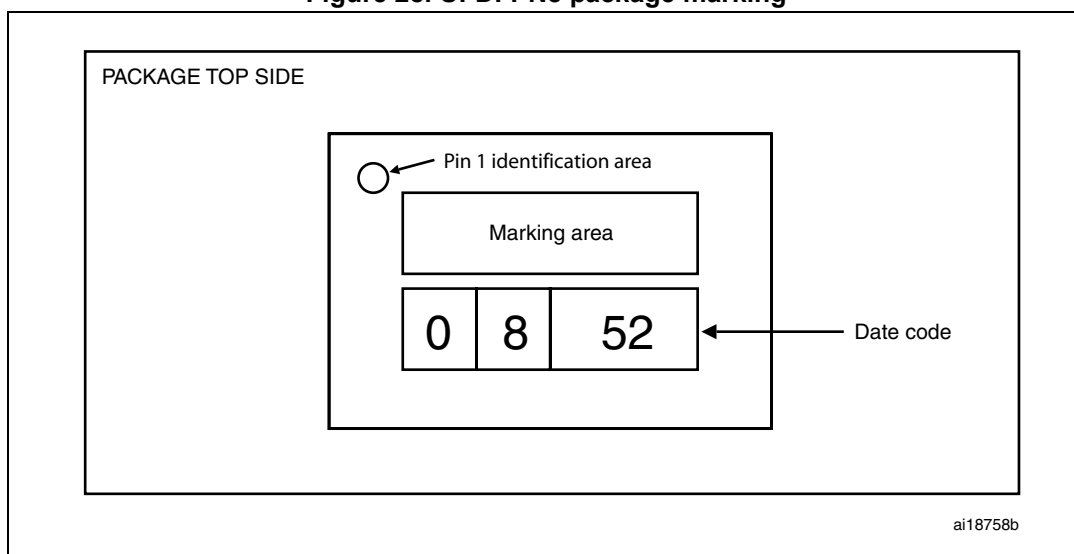 PACKAGE TOP SIDE
Pin 1 identification area
Marking area
0 8 52
Date code
ai18758b